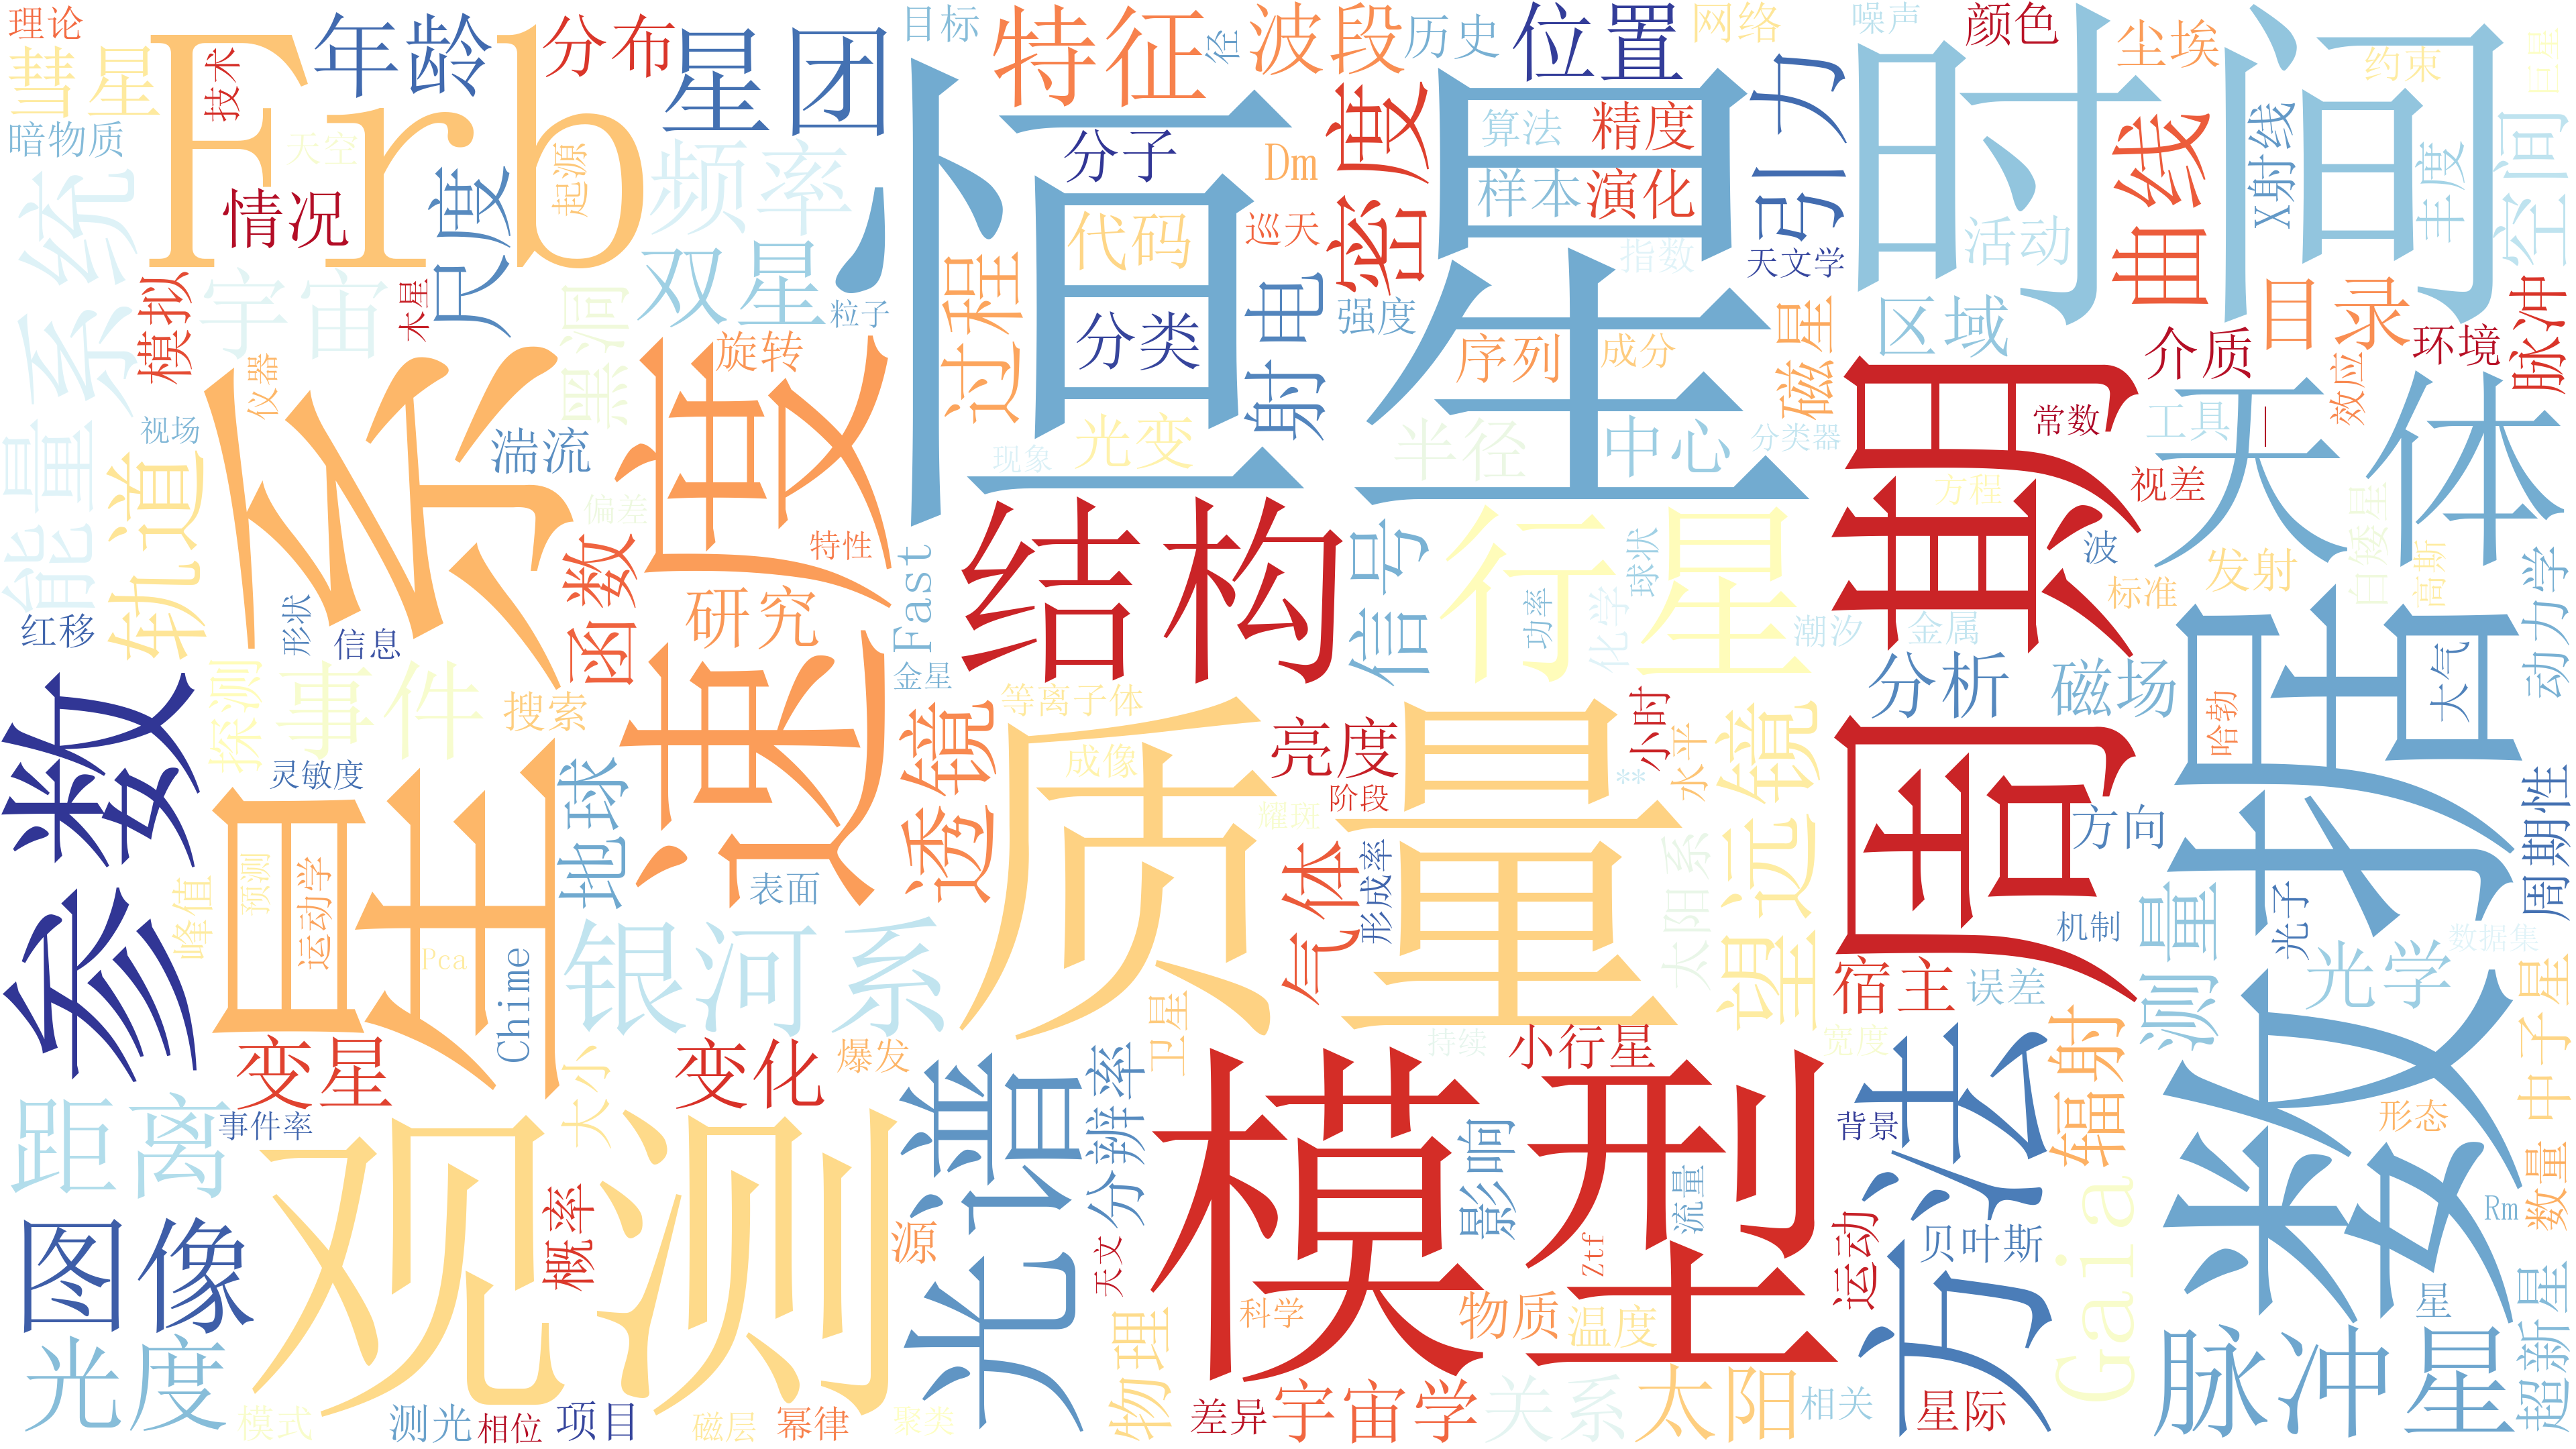 理论
彗星
暗物质
Frb
技术
天空
情况
起源
年龄
尺度
分布
星团
频率
双星
目标
粒子
恒星
特征
径
波段
历史
位置
网络
噪声
颜色
尘埃
约束
巨星
时间
分子
代码
分类
光变
现象
Dm
巡天
密度
射电
强度
算法
精度
样本
演化
指数
序列
成分
半径
中心
引力
天文学
磁星
分类器
活动
区域
曲线
X射线
丰度
空间
目录
介质
环境
脉冲
效应
系统
能量
宇宙
模拟
木星
仪器
视场
轨道
星系
黑洞
湍流
偏差
旋转
过程
速度
函数
特性
研究
Fast
金星
结构
行星
信号
球状
功率
化学
潮汐
周期
常数
方程
金属
天体
工具
一
视差
波
标准
发射
白矮星
高斯
动力学
红移
形状
信息
探测
事件
搜索
灵敏度
参数
预测
运动学
峰值
Pca
Chime
地球
表面
银河系
透镜
等离子体
成像
质量
亮度
阶段
耀斑
气体
形成率
小时
**
水平
太阳系
望远镜
分析
磁场
方向
机制
宿主
误差
数据
哈勃
大气
测量
光子
光学
周期性
数据集
中子星
变星
事件率
大小
变化
爆发
卫星
持续
小行星
宽度
距离
图像
光度
观测
概率
模式
测光
相位
项目
磁层
幂律
聚类
源
光谱
分辨率
天文
物理
科学
差异
宇宙学
模型
影响
流量
Ztf
物质
温度
关系
太阳
相关
背景
方法
运动
贝叶斯
星际
辐射
Gaia
形态
数量
Rm
星
脉冲星
超新星